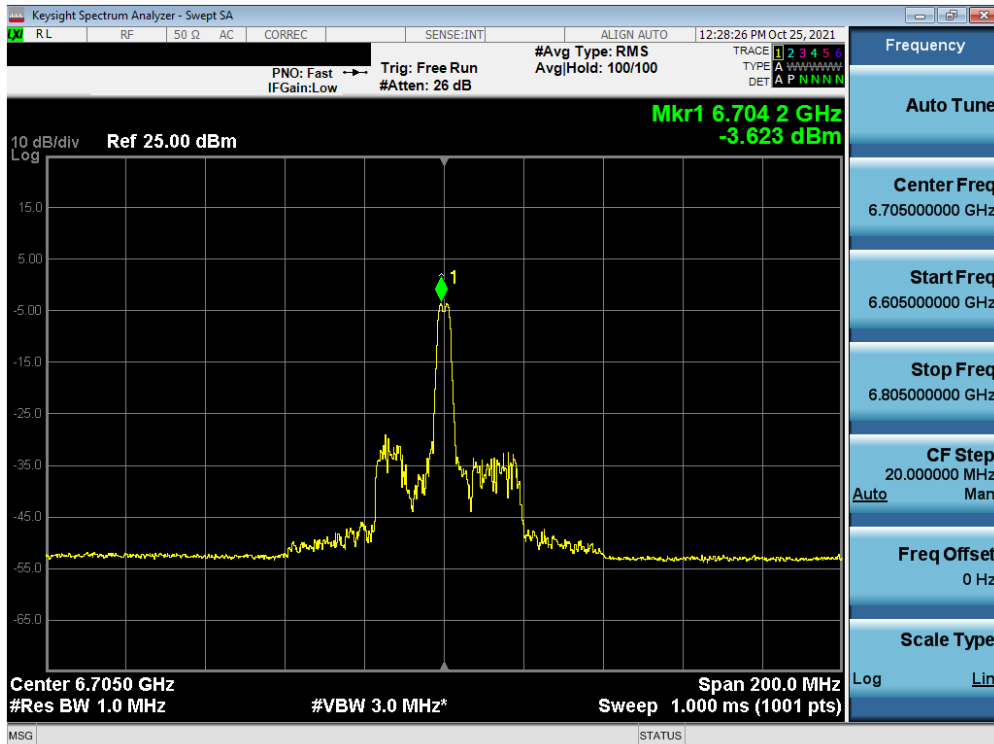 Keysight Spectrum Analyzer - Swept SA
LXI RL RF 50 Ω AC CORREC SENSE:INT ALIGN AUTO 12:28:26 PM Oct 25, 2021
PNO: Fast
IFGain:Low
Trig: Free Run
#Atten: 26 dB
#Avg Type: RMS
Avg|Hold: 100/100
TRACE 1 2 3 4 5 6
TYPE A WWWWW
DET A P N N N N
Mkr1 6.704 2 GHz
-3.623 dBm
10 dB/div Ref 25.00 dBm
Log
15.0
5.00
1
-5.00
-15.0
-25.0
-35.0
-45.0
-55.0
-65.0
Center 6.7050 GHz Span 200.0 MHz
#Res BW 1.0 MHz #VBW 3.0 MHz* Sweep 1.000 ms (1001 pts)
MSG STATUS
Frequency
Auto Tune
Center Freq
6.705000000 GHz
Start Freq
6.605000000 GHz
Stop Freq
6.805000000 GHz
CF Step
20.000000 MHz
Auto Man
Freq Offset
0 Hz
Scale Type
Log Lin